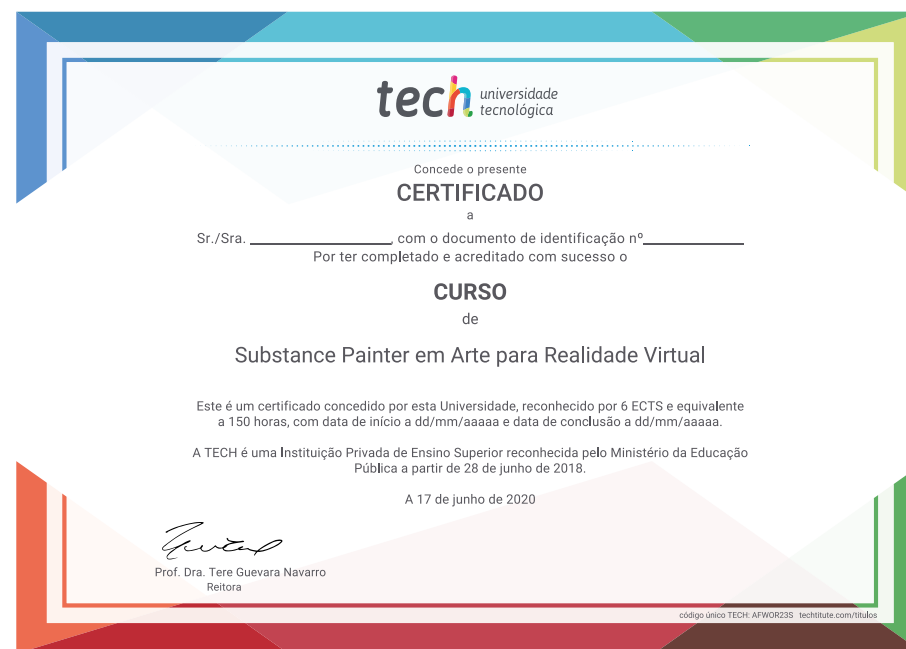 tech universidade
tecnológica
Concede o presente
CERTIFICADO
a
Sr./Sra. ____________________, com o documento de identificação nº______________
Por ter completado e acreditado com sucesso o
CURSO
de
Substance Painter em Arte para Realidade Virtual
Este é um certificado concedido por esta Universidade, reconhecido por 6 ECTS e equivalente
a 150 horas, com data de início a dd/mm/aaaaa e data de conclusão a dd/mm/aaaaa.
A TECH é uma Instituição Privada de Ensino Superior reconhecida pelo Ministério da Educação
Pública a partir de 28 de junho de 2018.
A 17 de junho de 2020
Prof. Dra. Tere Guevara Navarro
Reitora
código único TECH: AFWOR23S techtitute.com/titulos